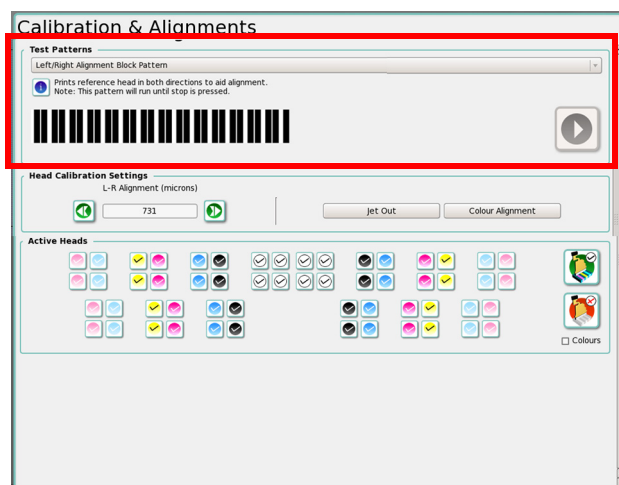 Calibration & Alignments
Test Patterns
Left/Right Alignment Block Pattern
Prints reference head in both directions to aid alignment.
Note: This pattern will run until stop is pressed.
Head Calibration Settings
L-R Alignment (microns)
731
Jet Out
Colour Alignment
Active Heads
Colours